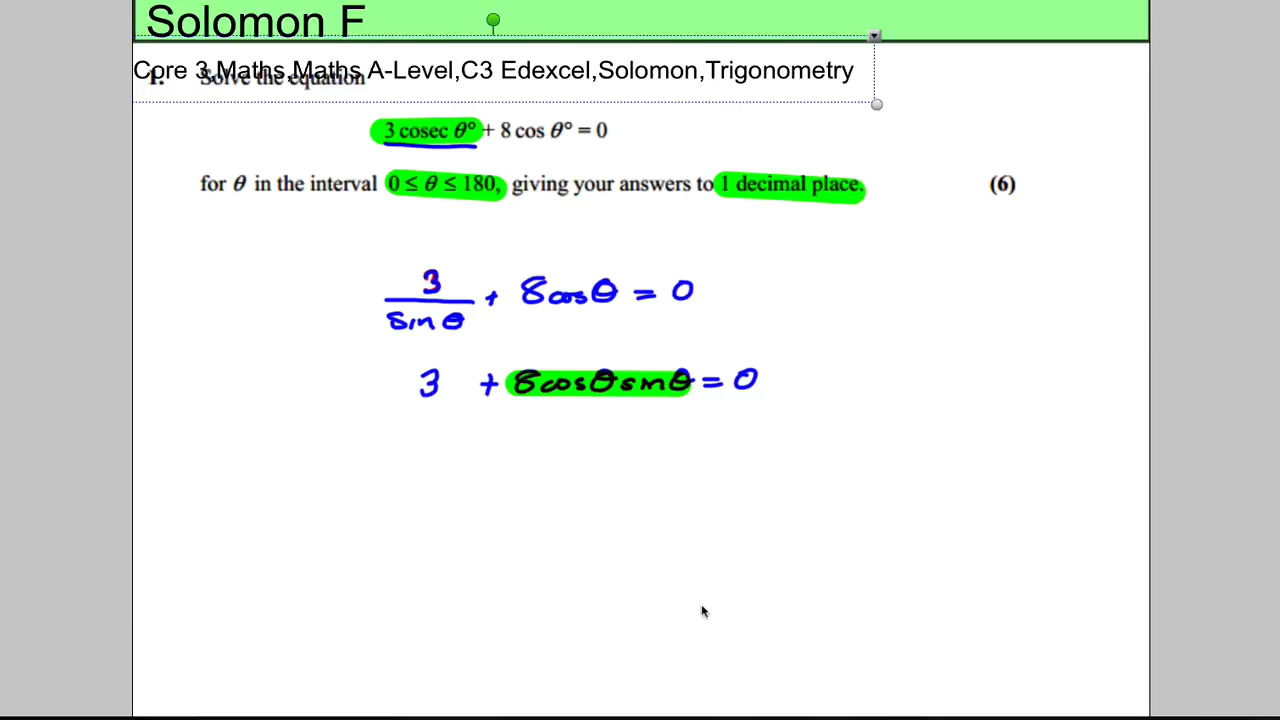 Solomon F
Core 3,Maths,Maths A-Level,C3 Edexcel,Solomon,Trigonometry
1. Solve the equation
3 cosec θ° + 8 cos θ° = 0
for θ in the interval 0 ≤ θ ≤ 180, giving your answers to 1 decimal place. (6)
3/sin θ + 8cosθ = 0
3 + 8cosθsinθ = 0